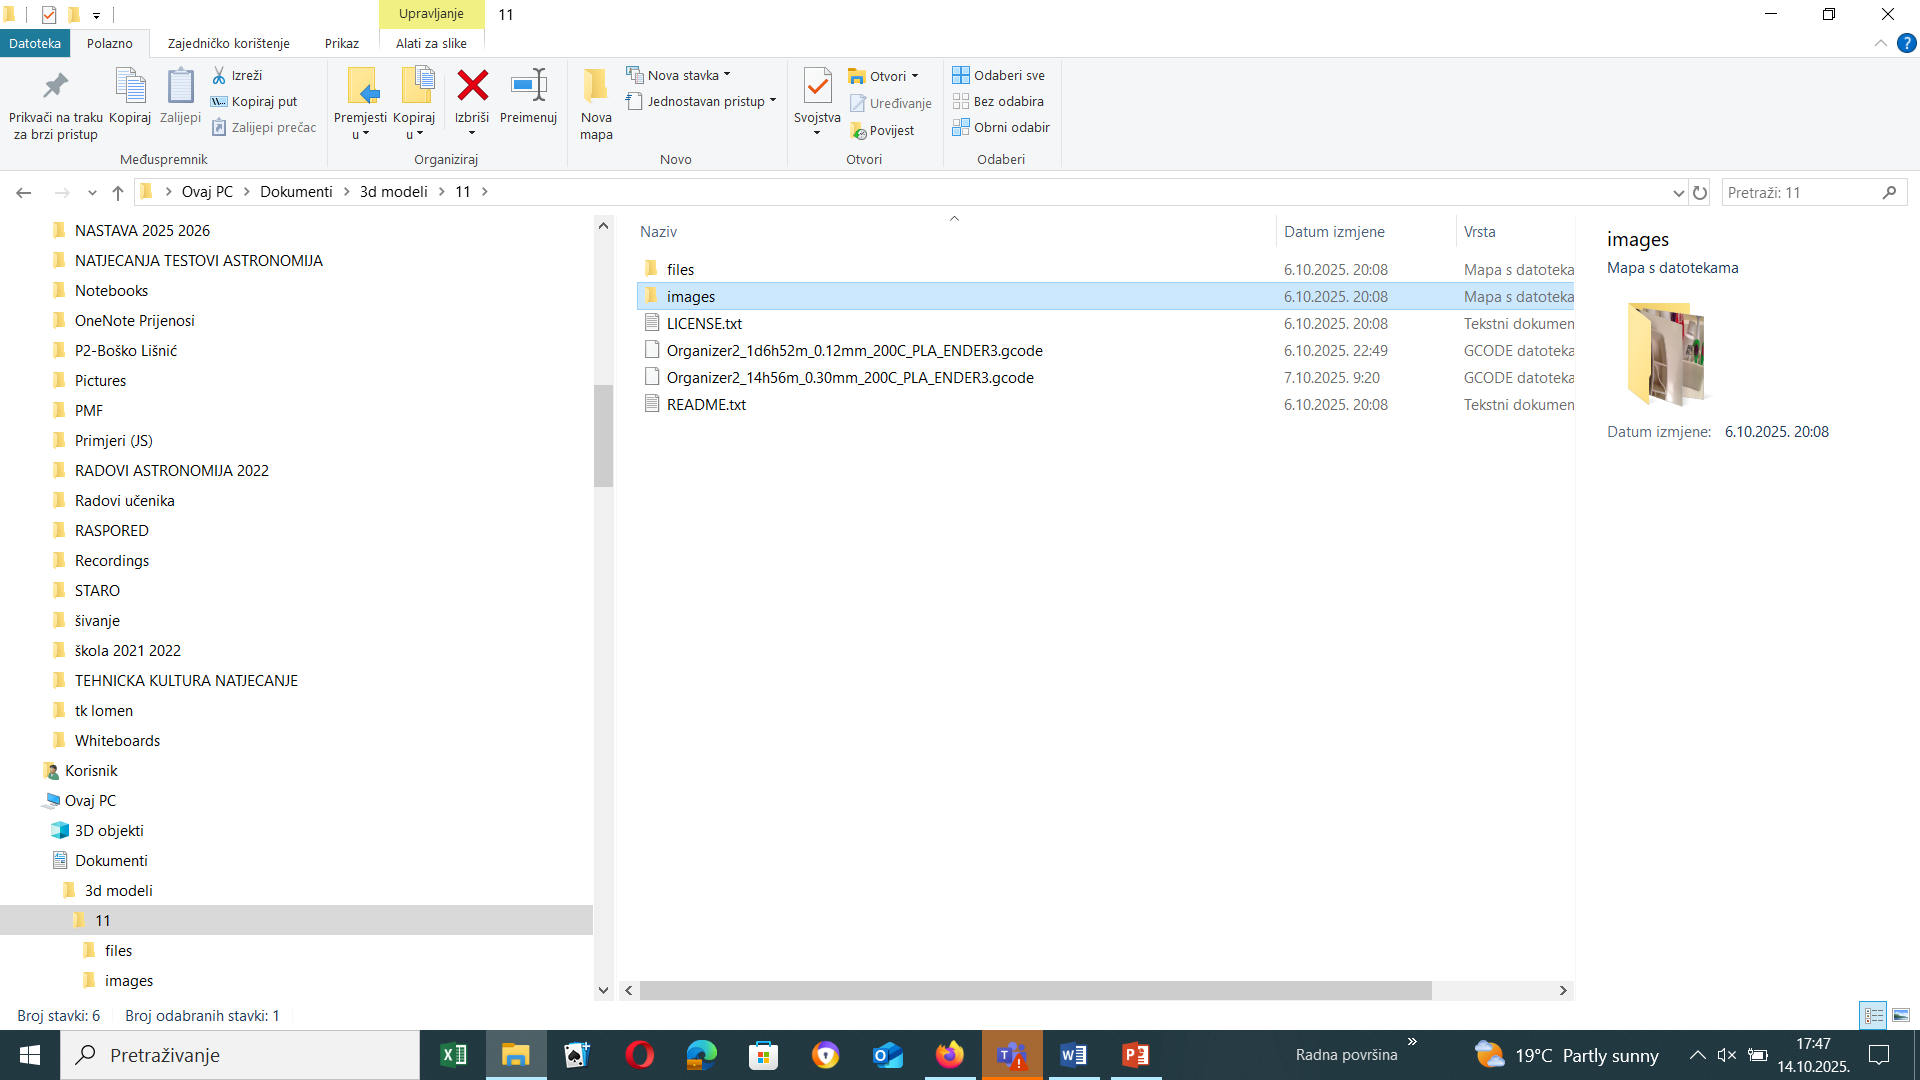 Upravljanje
11
Datoteka
Polazno
Zajedničko korištenje
Prikaz
Alati za slike
Prikvači na traku
za brzi pristup
Kopiraj
Zalijepi
Izreži
Kopiraj put
Zalijepi prečac
Međuspremnik
Premjesti
u
Kopiraj
u
Izbriši
Preimenuj
Organiziraj
Nova
mapa
Nova stavka
Jednostavan pristup
Novo
Svojstva
Otvori
Uređivanje
Povijest
Otvori
Odaberi sve
Bez odabira
Obrni odabir
Odaberi
Ovaj PC
Dokumenti
3d modeli
11
Pretraži: 11
NASTAVA 2025 2026
NATJECANJA TESTOVI ASTRONOMIJA
Notebooks
OneNote Prijenosi
P2-Boško Lišnić
Pictures
PMF
Primjeri (JS)
RADOVI ASTRONOMIJA 2022
Radovi učenika
RASPORED
Recordings
STARO
šivanje
škola 2021 2022
TEHNICKA KULTURA NATJECANJE
tk lomen
Whiteboards
Korisnik
Ovaj PC
3D objekti
Dokumenti
3d modeli
11
files
images
Naziv Datum izmjene Vrsta
files 6.10.2025. 20:08 Mapa s datoteka
images 6.10.2025. 20:08 Mapa s datoteka
LICENSE.txt 6.10.2025. 20:08 Tekstni dokumen
Organizer2_1d6h52m_0.12mm_200C_PLA_ENDER3.gcode 6.10.2025. 22:49 GCODE datoteka
Organizer2_14h56m_0.30mm_200C_PLA_ENDER3.gcode 7.10.2025. 9:20 GCODE datoteka
README.txt 6.10.2025. 20:08 Tekstni dokumen
images
Mapa s datotekama
Datum izmjene: 6.10.2025. 20:08
Broj stavki: 6 Broj odabranih stavki: 1
Pretraživanje
Radna površina
19°C Partly sunny
17:47
14.10.2025.